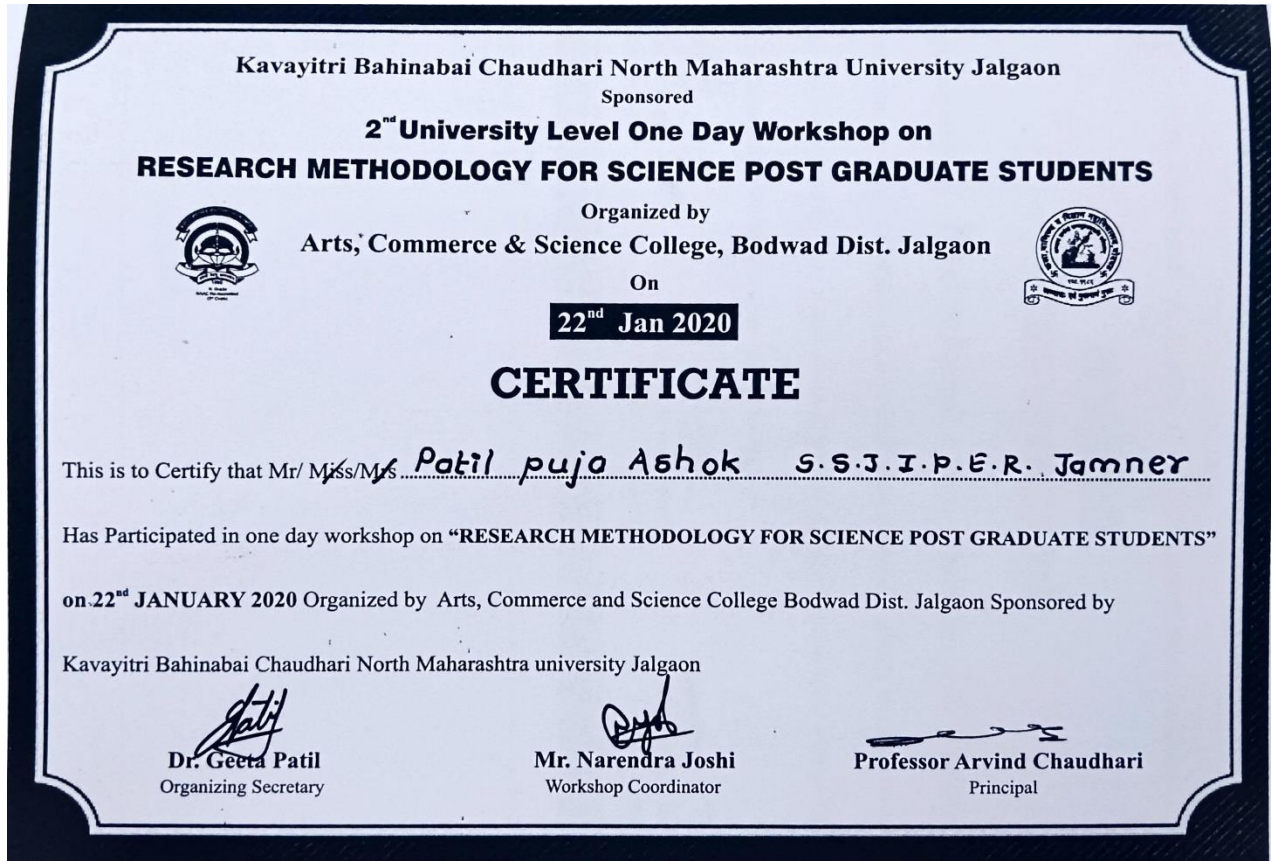 Kavayitri Bahinabai Chaudhari North Maharashtra University Jalgaon
Sponsored
2nd University Level One Day Workshop on
RESEARCH METHODOLOGY FOR SCIENCE POST GRADUATE STUDENTS
Organized by
Arts, Commerce & Science College, Bodwad Dist. Jalgaon
On
22nd Jan 2020
CERTIFICATE
This is to Certify that Mr/ Miss/Mrs Patil puja Ashok S.S.J.I.P.E.R. Jamner
Has Participated in one day workshop on “RESEARCH METHODOLOGY FOR SCIENCE POST GRADUATE STUDENTS”
on 22nd JANUARY 2020 Organized by Arts, Commerce and Science College Bodwad Dist. Jalgaon Sponsored by
Kavayitri Bahinabai Chaudhari North Maharashtra university Jalgaon
Dr. Geeta Patil
Organizing Secretary
Mr. Narendra Joshi
Workshop Coordinator
Professor Arvind Chaudhari
Principal